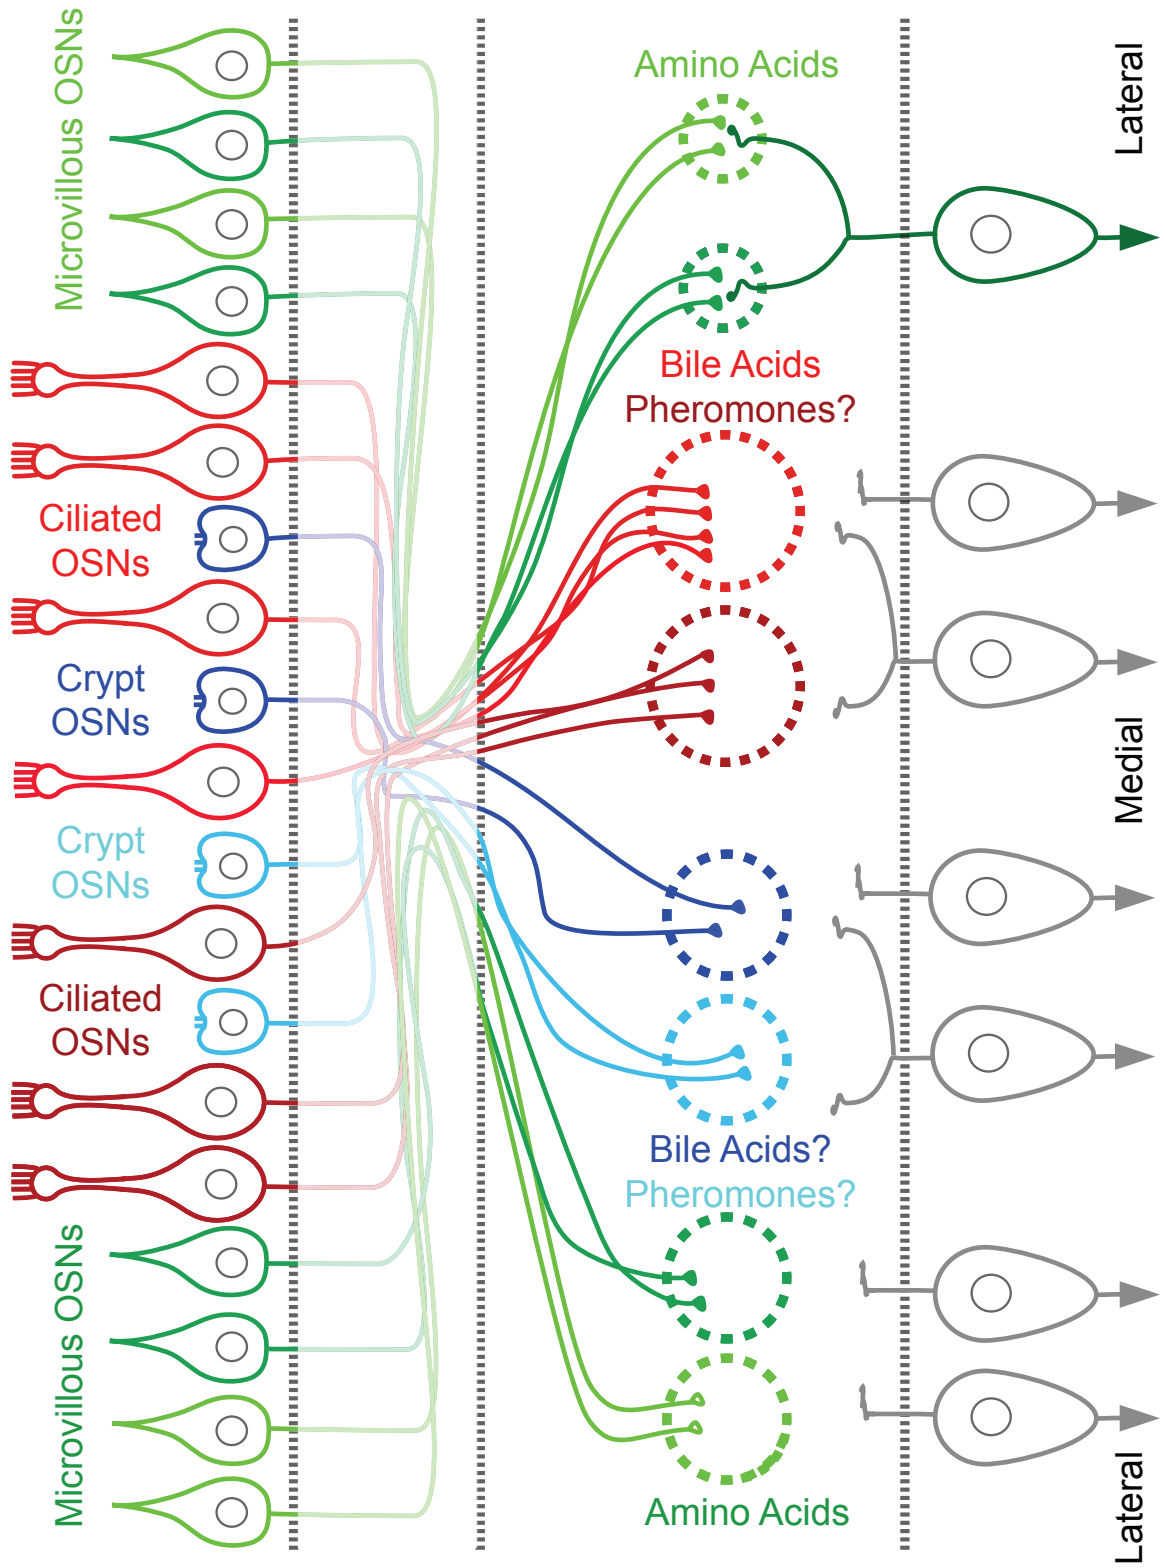 Microvillous OSNs
Amino Acids
Lateral
Bile Acids
Pheromones?
Ciliated
OSNs
Crypt
OSNs
Medial
Crypt
OSNs
Ciliated
OSNs
Bile Acids?
Pheromones?
Microvillous OSNs
Amino Acids
Lateral